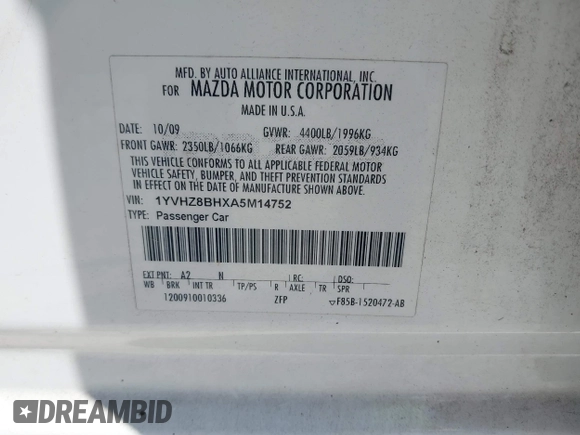 MFD. BY AUTO ALLIANCE INTERNATIONAL, INC.
FOR MAZDA MOTOR CORPORATION
MADE IN U.S.A.
DATE: 10/09 GVWR: 4400LB/1996KG
FRONT GAWR: 2350LB/1066KG REAR GAWR: 2059LB/934KG
THIS VEHICLE CONFORMS TO ALL APPLICABLE FEDERAL MOTOR
VEHICLE SAFETY, BUMPER, AND THEFT PREVENTION STANDARDS
IN EFFECT ON THE DATE OF MANUFACTURE SHOWN ABOVE.
VIN: 1YVHZ8BHXA5M14752
TYPE: Passenger Car
EXT PNT: A2 N RC: DSO:
WB BRK INT TR TP/PS R AXLE TR SPR
1200910010336 ZFP ▽F85B-1520472-AB
DREAMBID